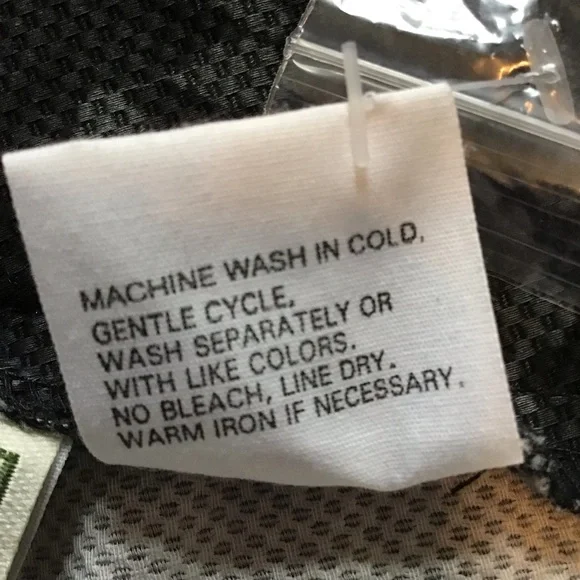 MACHINE WASH IN COLD,
GENTLE CYCLE,
WASH SEPARATELY OR
WITH LIKE COLORS.
NO BLEACH, LINE DRY.
WARM IRON IF NECESSARY.